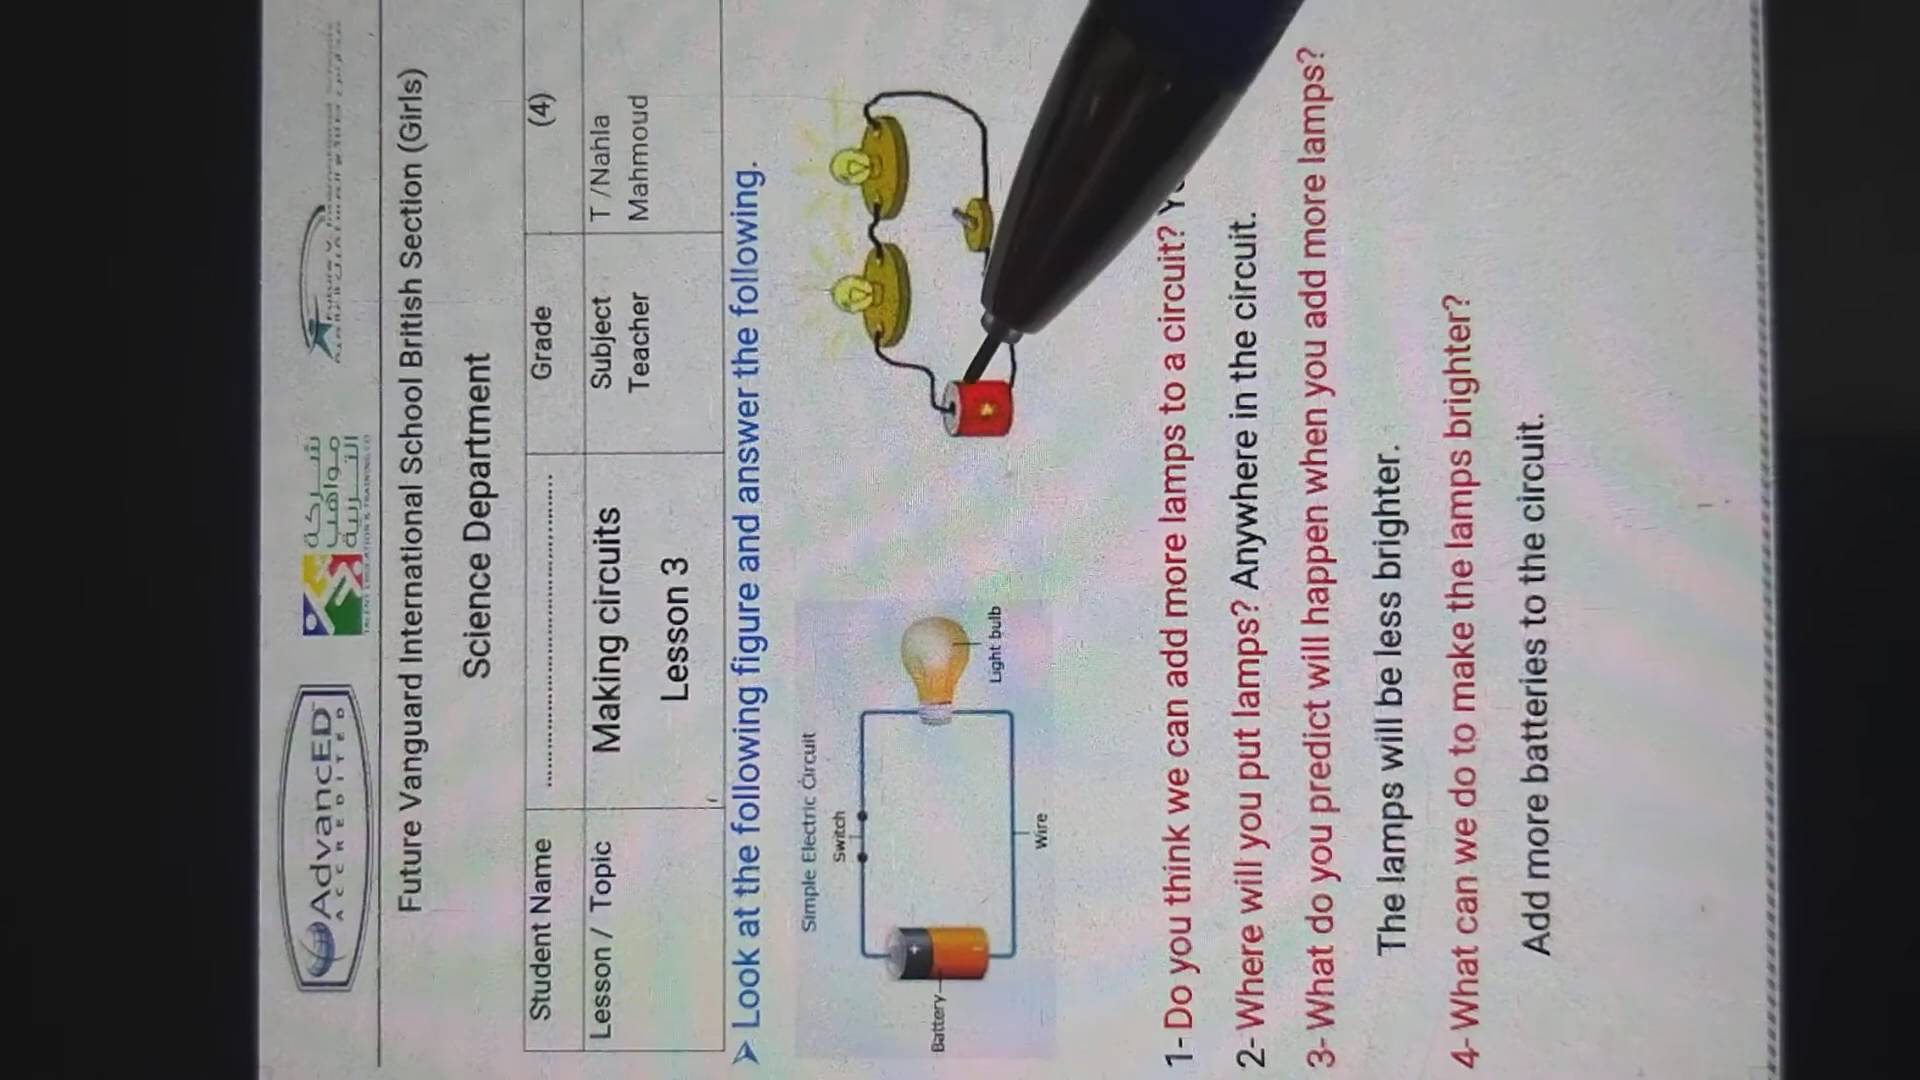 AdvancED
ACCREDITED
شركة
مواهب
التربية
Future Vanguard International School British Section (Girls)
Science Department
Student Name ........................................ Grade (4)
Lesson / Topic Making circuits Subject T /Nahla
Lesson 3 Teacher Mahmoud
➤ Look at the following figure and answer the following.
Simple Electric Circuit
Switch
Battery
Light bulb
Wire
1- Do you think we can add more lamps to a circuit?
2- Where will you put lamps? Anywhere in the circuit.
3- What do you predict will happen when you add more lamps?
The lamps will be less brighter.
4- What can we do to make the lamps brighter?
Add more batteries to the circuit.